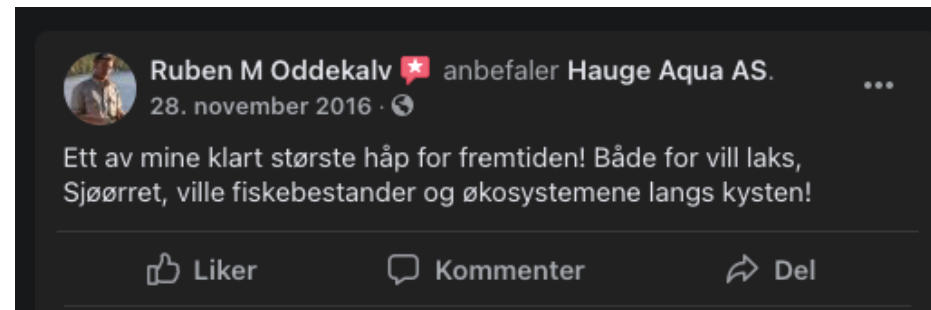 Ruben M Oddekalv anbefaler Hauge Aqua AS.
28. november 2016 ·
Ett av mine klart største håp for fremtiden! Både for vill laks,
Sjøørret, ville fiskebestander og økosystemene langs kysten!
Liker Kommenter Del